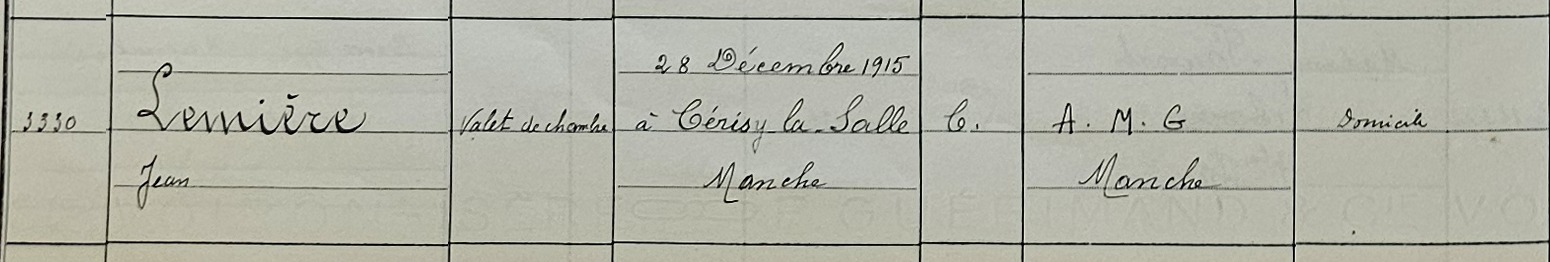 28 Décembre 1915
3330 Lemière Valet de chambre à Cérisy la Salle C. A. M. G Domicile
Jean Manche Manche